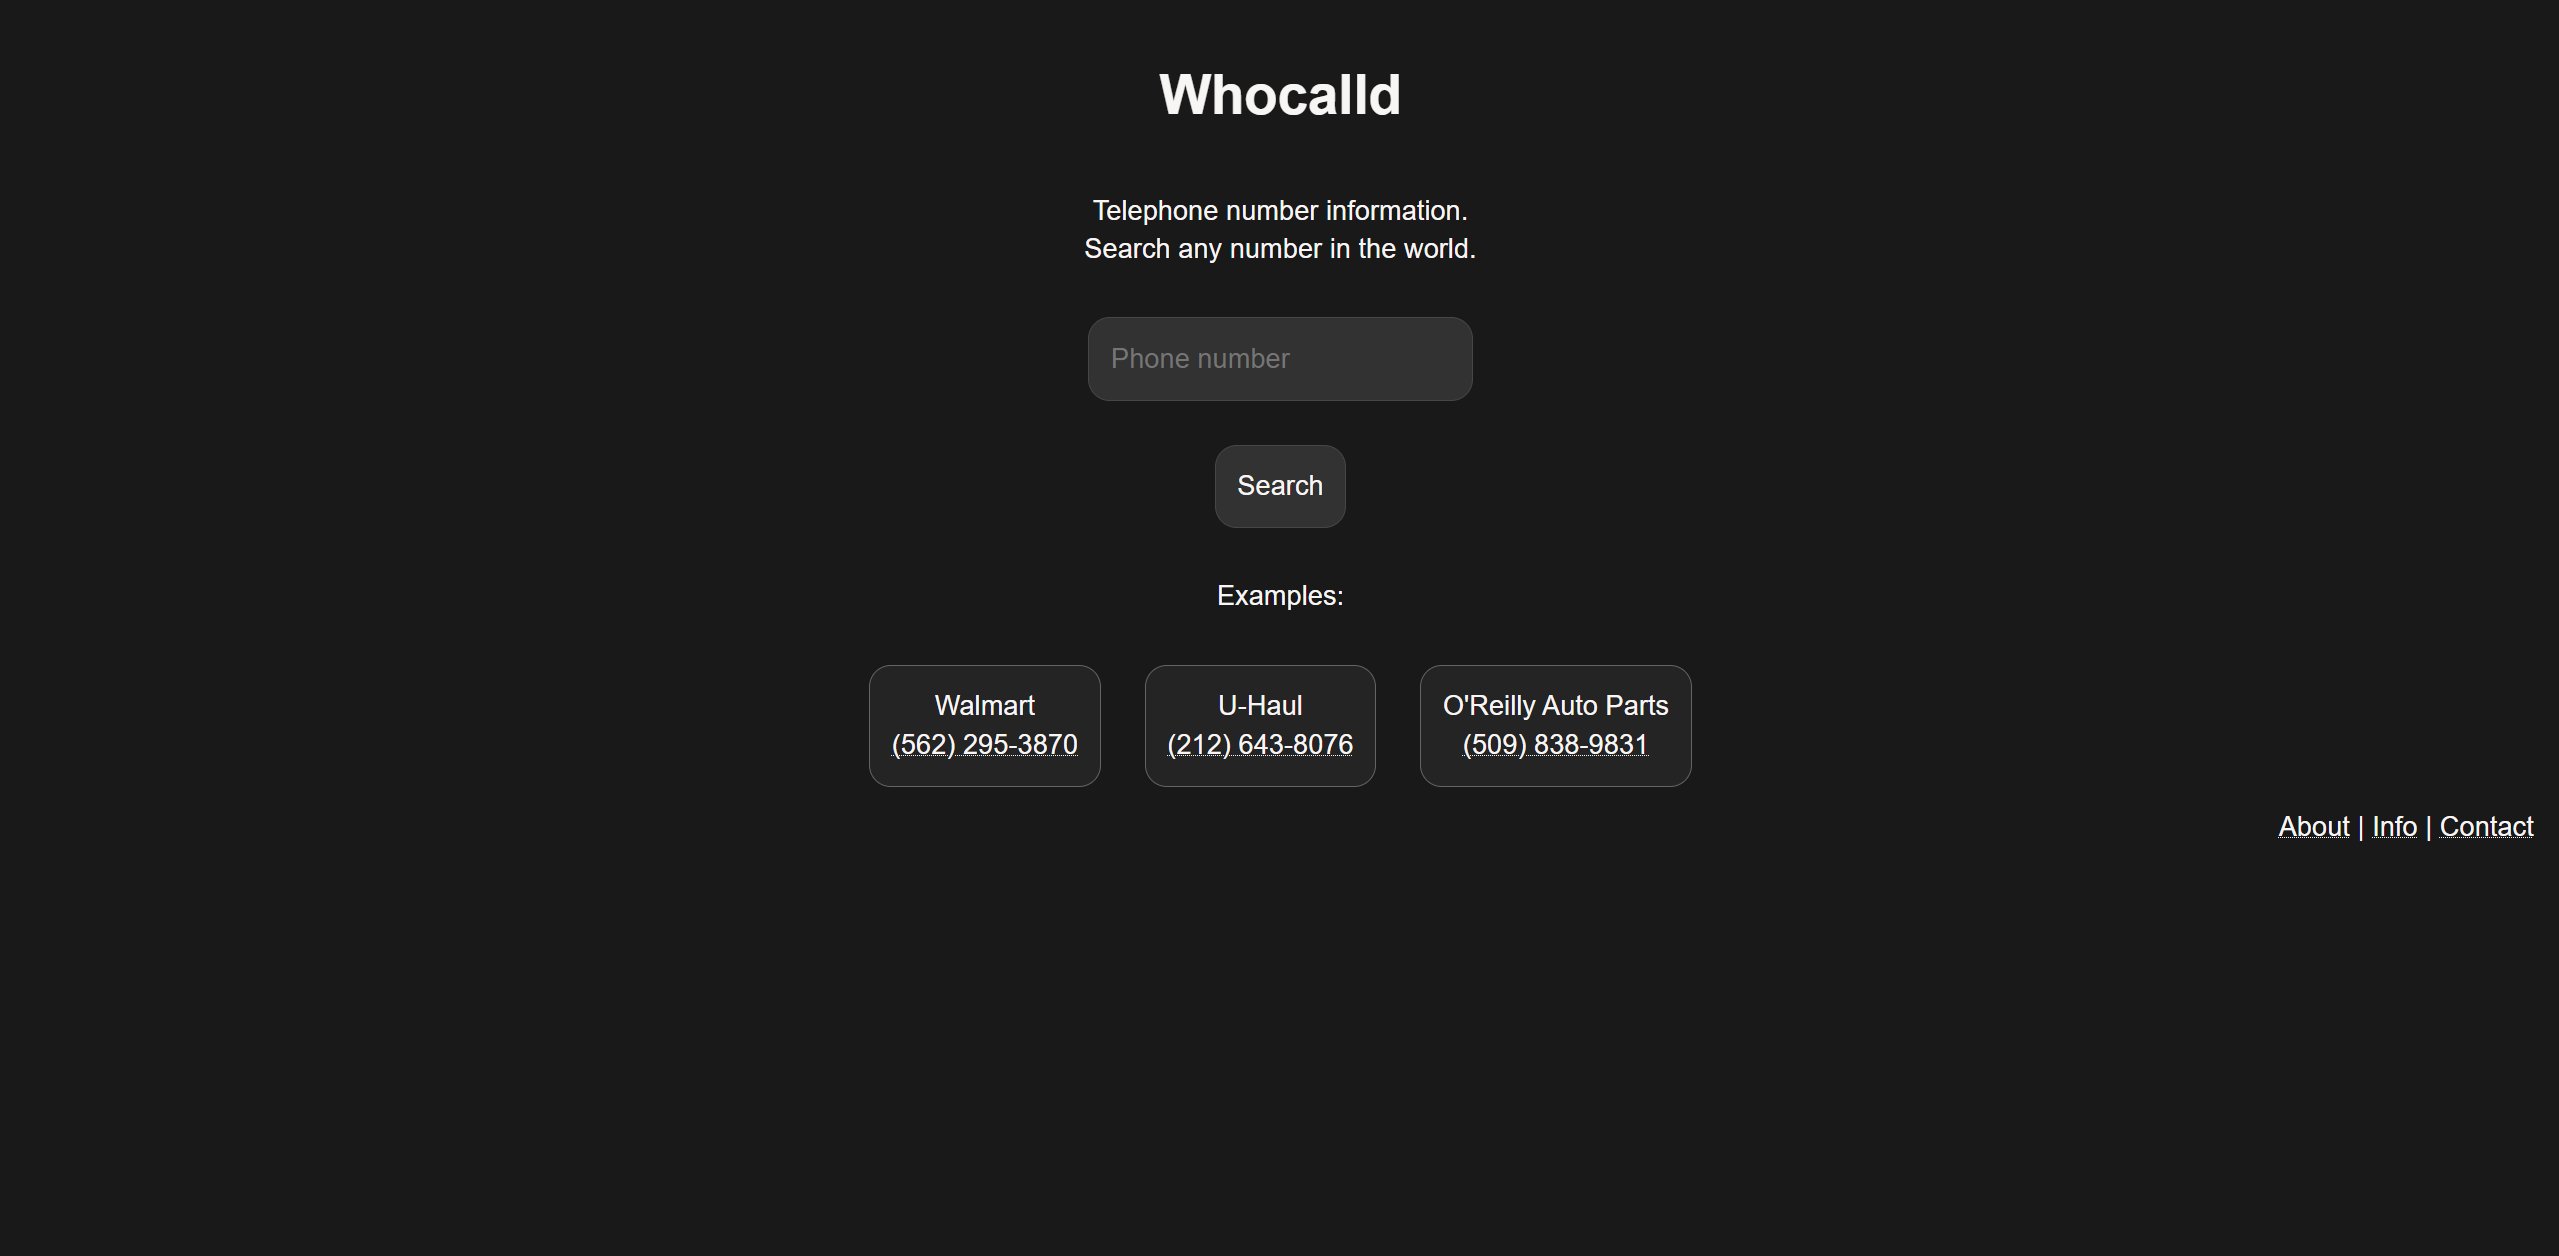 Whocalld
Telephone number information.
Search any number in the world.
Phone number
Search
Examples:
Walmart
(562) 295-3870
U-Haul
(212) 643-8076
O'Reilly Auto Parts
(509) 838-9831
About | Info | Contact